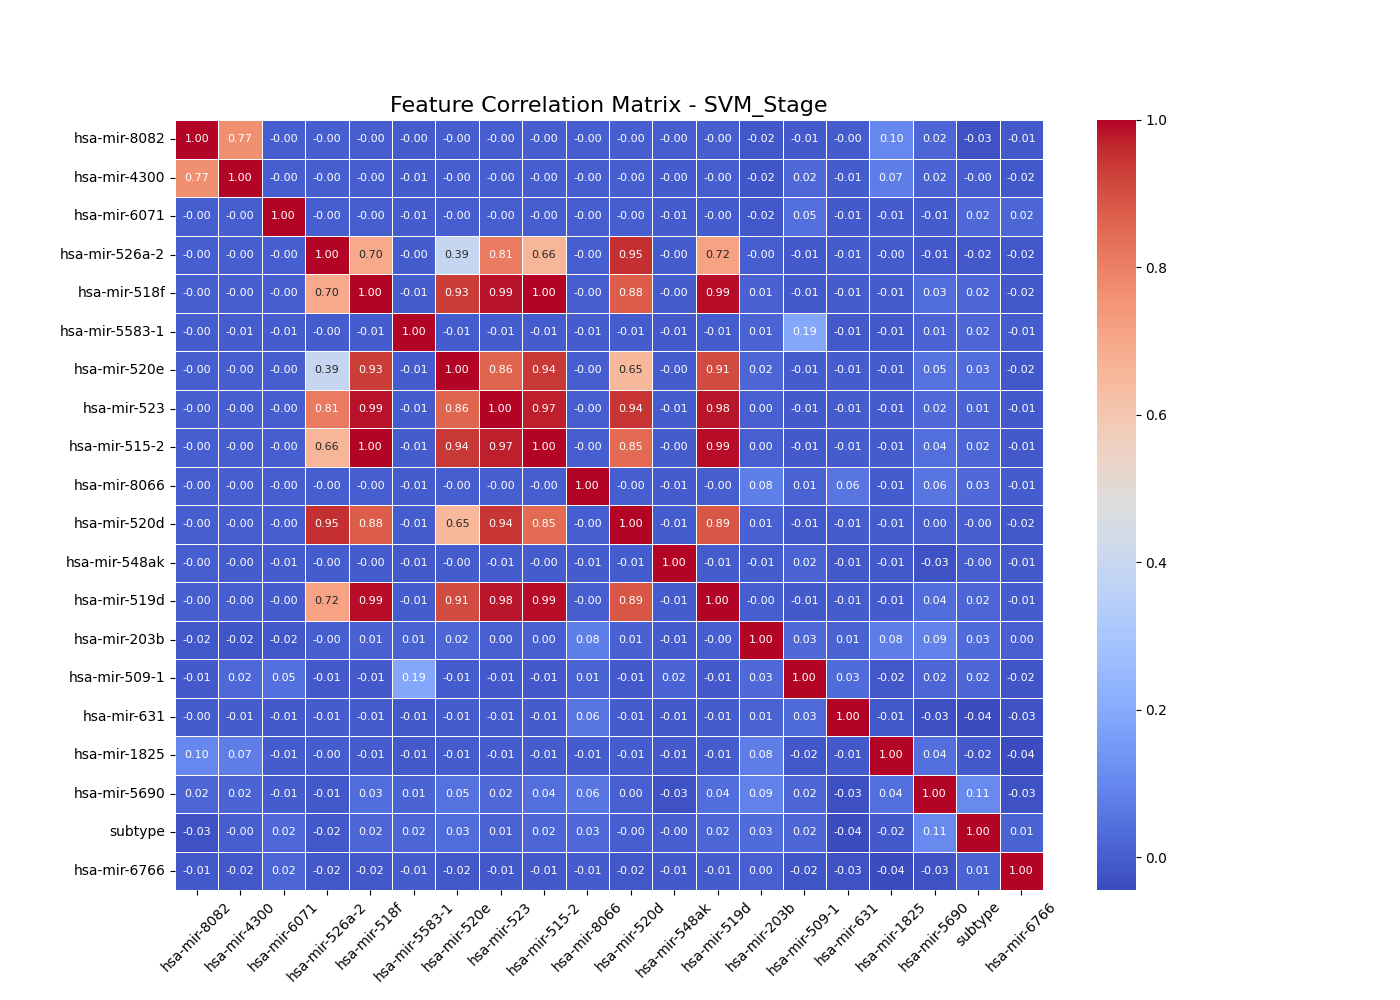 Feature Correlation Matrix - SVM_Stage
hsa-mir-8082 1.00 0.77 -0.00 -0.00 -0.00 -0.00 -0.00 -0.00 -0.00 -0.00 -0.00 -0.00 -0.00 -0.02 -0.01 -0.00 0.10 0.02 -0.03 -0.01
hsa-mir-4300 0.77 1.00 -0.00 -0.00 -0.00 -0.01 -0.00 -0.00 -0.00 -0.00 -0.00 -0.00 -0.00 -0.02 0.02 -0.01 0.07 0.02 -0.00 -0.02
hsa-mir-6071 -0.00 -0.00 1.00 -0.00 -0.00 -0.01 -0.00 -0.00 -0.00 -0.00 -0.00 -0.01 -0.00 -0.02 0.05 -0.01 -0.01 -0.01 0.02 0.02
hsa-mir-526a-2 -0.00 -0.00 -0.00 1.00 0.70 -0.00 0.39 0.81 0.66 -0.00 0.95 -0.00 0.72 -0.00 -0.01 -0.01 -0.00 -0.01 -0.02 -0.02
hsa-mir-518f -0.00 -0.00 -0.00 0.70 1.00 -0.01 0.93 0.99 1.00 -0.00 0.88 -0.00 0.99 0.01 -0.01 -0.01 -0.01 0.03 0.02 -0.02
hsa-mir-5583-1 -0.00 -0.01 -0.01 -0.00 -0.01 1.00 -0.01 -0.01 -0.01 -0.01 -0.01 -0.01 -0.01 0.01 0.19 -0.01 -0.01 0.01 0.02 -0.01
hsa-mir-520e -0.00 -0.00 -0.00 0.39 0.93 -0.01 1.00 0.86 0.94 -0.00 0.65 -0.00 0.91 0.02 -0.01 -0.01 -0.01 0.05 0.03 -0.02
hsa-mir-523 -0.00 -0.00 -0.00 0.81 0.99 -0.01 0.86 1.00 0.97 -0.00 0.94 -0.01 0.98 0.00 -0.01 -0.01 -0.01 0.02 0.01 -0.01
hsa-mir-515-2 -0.00 -0.00 -0.00 0.66 1.00 -0.01 0.94 0.97 1.00 -0.00 0.85 -0.00 0.99 0.00 -0.01 -0.01 -0.01 0.04 0.02 -0.01
hsa-mir-8066 -0.00 -0.00 -0.00 -0.00 -0.00 -0.01 -0.00 -0.00 -0.00 1.00 -0.00 -0.01 -0.00 0.08 0.01 0.06 -0.01 0.06 0.03 -0.01
hsa-mir-520d -0.00 -0.00 -0.00 0.95 0.88 -0.01 0.65 0.94 0.85 -0.00 1.00 -0.01 0.89 0.01 -0.01 -0.01 -0.01 0.00 -0.00 -0.02
hsa-mir-548ak -0.00 -0.00 -0.01 -0.00 -0.00 -0.01 -0.00 -0.01 -0.00 -0.01 -0.01 1.00 -0.01 -0.01 0.02 -0.01 -0.01 -0.03 -0.00 -0.01
hsa-mir-519d -0.00 -0.00 -0.00 0.72 0.99 -0.01 0.91 0.98 0.99 -0.00 0.89 -0.01 1.00 -0.00 -0.01 -0.01 -0.01 0.04 0.02 -0.01
hsa-mir-203b -0.02 -0.02 -0.02 -0.00 0.01 0.01 0.02 0.00 0.00 0.08 0.01 -0.01 -0.00 1.00 0.03 0.01 0.08 0.09 0.03 0.00
hsa-mir-509-1 -0.01 0.02 0.05 -0.01 -0.01 0.19 -0.01 -0.01 -0.01 0.01 -0.01 0.02 -0.01 0.03 1.00 0.03 -0.02 0.02 0.02 -0.02
hsa-mir-631 -0.00 -0.01 -0.01 -0.01 -0.01 -0.01 -0.01 -0.01 -0.01 0.06 -0.01 -0.01 -0.01 0.01 0.03 1.00 -0.01 -0.03 -0.04 -0.03
hsa-mir-1825 0.10 0.07 -0.01 -0.00 -0.01 -0.01 -0.01 -0.01 -0.01 -0.01 -0.01 -0.01 -0.01 0.08 -0.02 -0.01 1.00 0.04 -0.02 -0.04
hsa-mir-5690 0.02 0.02 -0.01 -0.01 0.03 0.01 0.05 0.02 0.04 0.06 0.00 -0.03 0.04 0.09 0.02 -0.03 0.04 1.00 0.11 -0.03
subtype -0.03 -0.00 0.02 -0.02 0.02 0.02 0.03 0.01 0.02 0.03 -0.00 -0.00 0.02 0.03 0.02 -0.04 -0.02 0.11 1.00 0.01
hsa-mir-6766 -0.01 -0.02 0.02 -0.02 -0.02 -0.01 -0.02 -0.01 -0.01 -0.01 -0.02 -0.01 -0.01 0.00 -0.02 -0.03 -0.04 -0.03 0.01 1.00
hsa-mir-8082 hsa-mir-4300 hsa-mir-6071 hsa-mir-526a-2 hsa-mir-518f hsa-mir-5583-1 hsa-mir-520e hsa-mir-523 hsa-mir-515-2 hsa-mir-8066 hsa-mir-520d hsa-mir-548ak hsa-mir-519d hsa-mir-203b hsa-mir-509-1 hsa-mir-631 hsa-mir-1825 hsa-mir-5690 subtype hsa-mir-6766
1.0
0.8
0.6
0.4
0.2
0.0